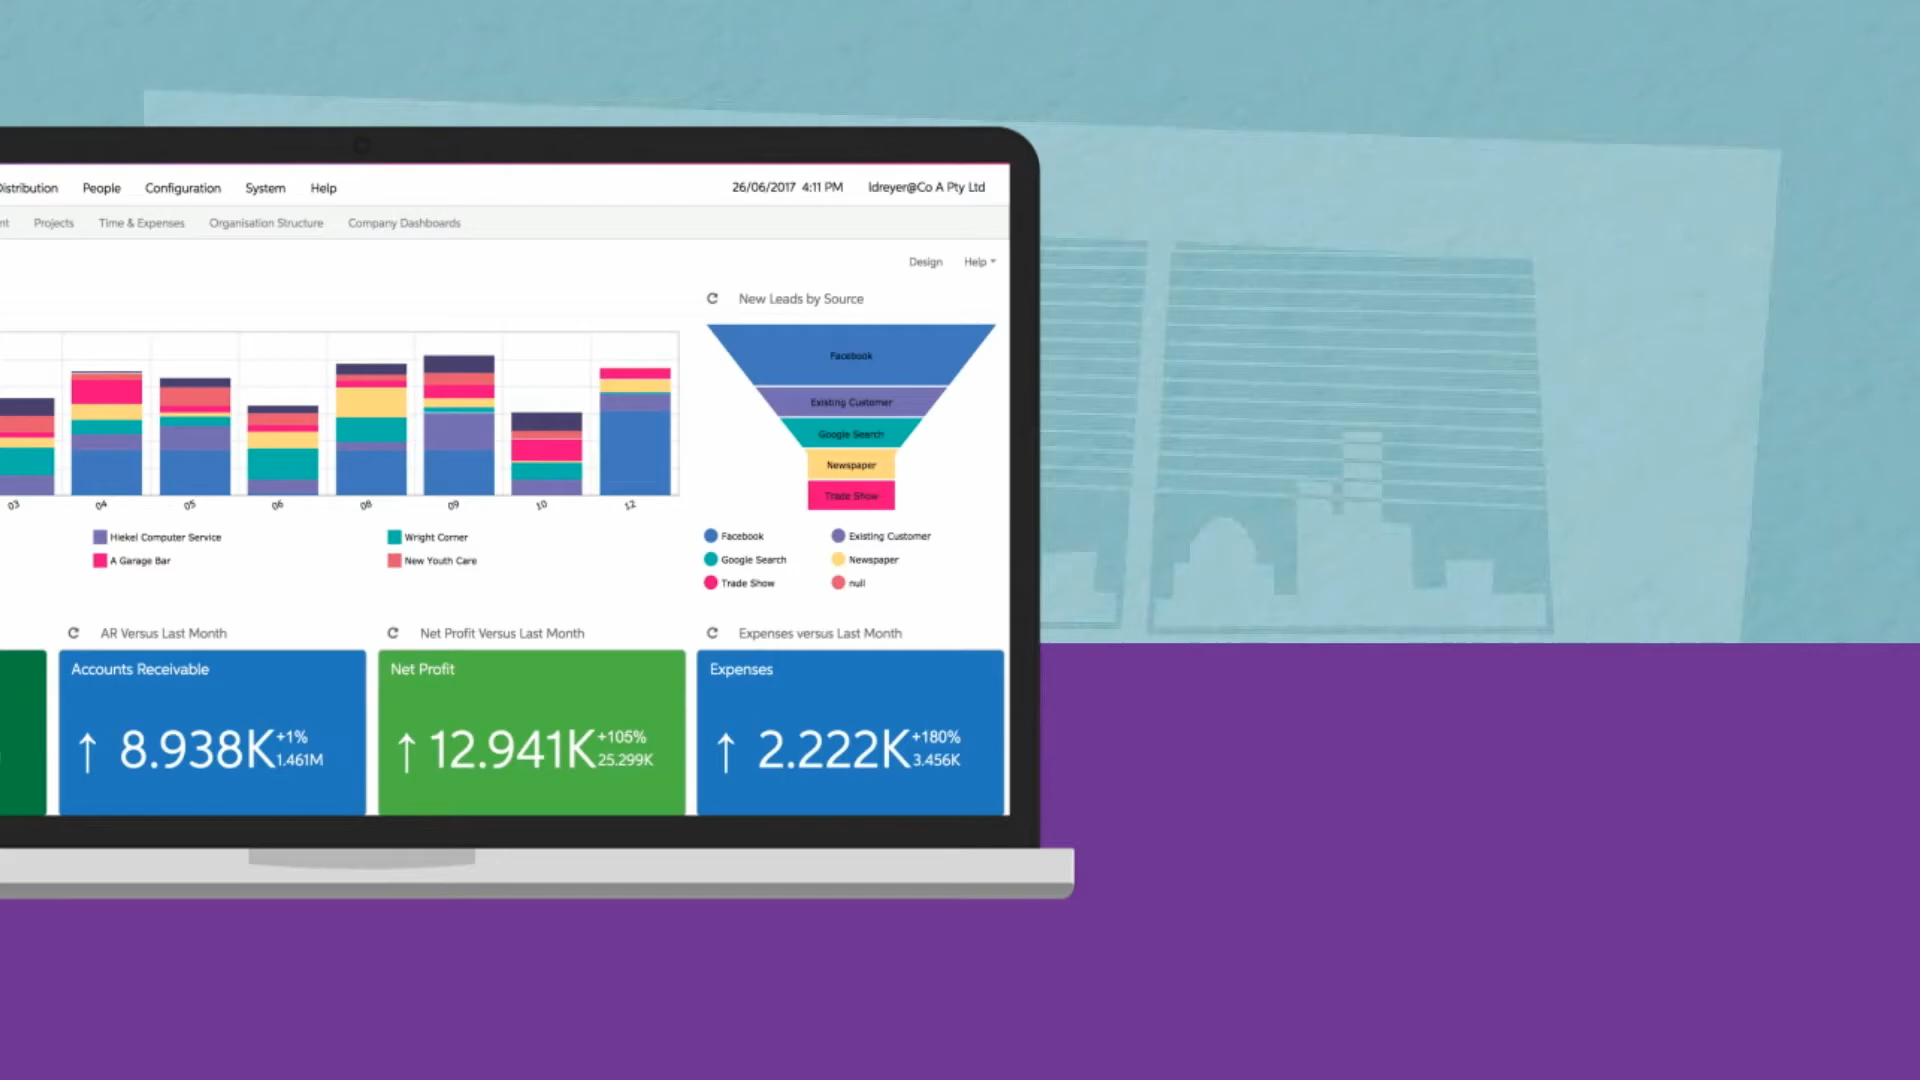 Distribution People Configuration System Help 26/06/2017 4:11 PM ldreyer@Co A Pty Ltd
nt Projects Time & Expenses Organisation Structure Company Dashboards
Design Help
New Leads by Source
Facebook
Existing Customer
Google Search
Newspaper
Trade Show
03 04 05 06 08 09 10 12
Hiekel Computer Service Wright Corner
A Garage Bar New Youth Care
Facebook Existing Customer
Google Search Newspaper
Trade Show null
AR Versus Last Month Net Profit Versus Last Month Expenses versus Last Month
Accounts Receivable Net Profit Expenses
↑ 8.938K +1% 1.461M ↑ 12.941K +105% 25.299K ↑ 2.222K +180% 3.456K